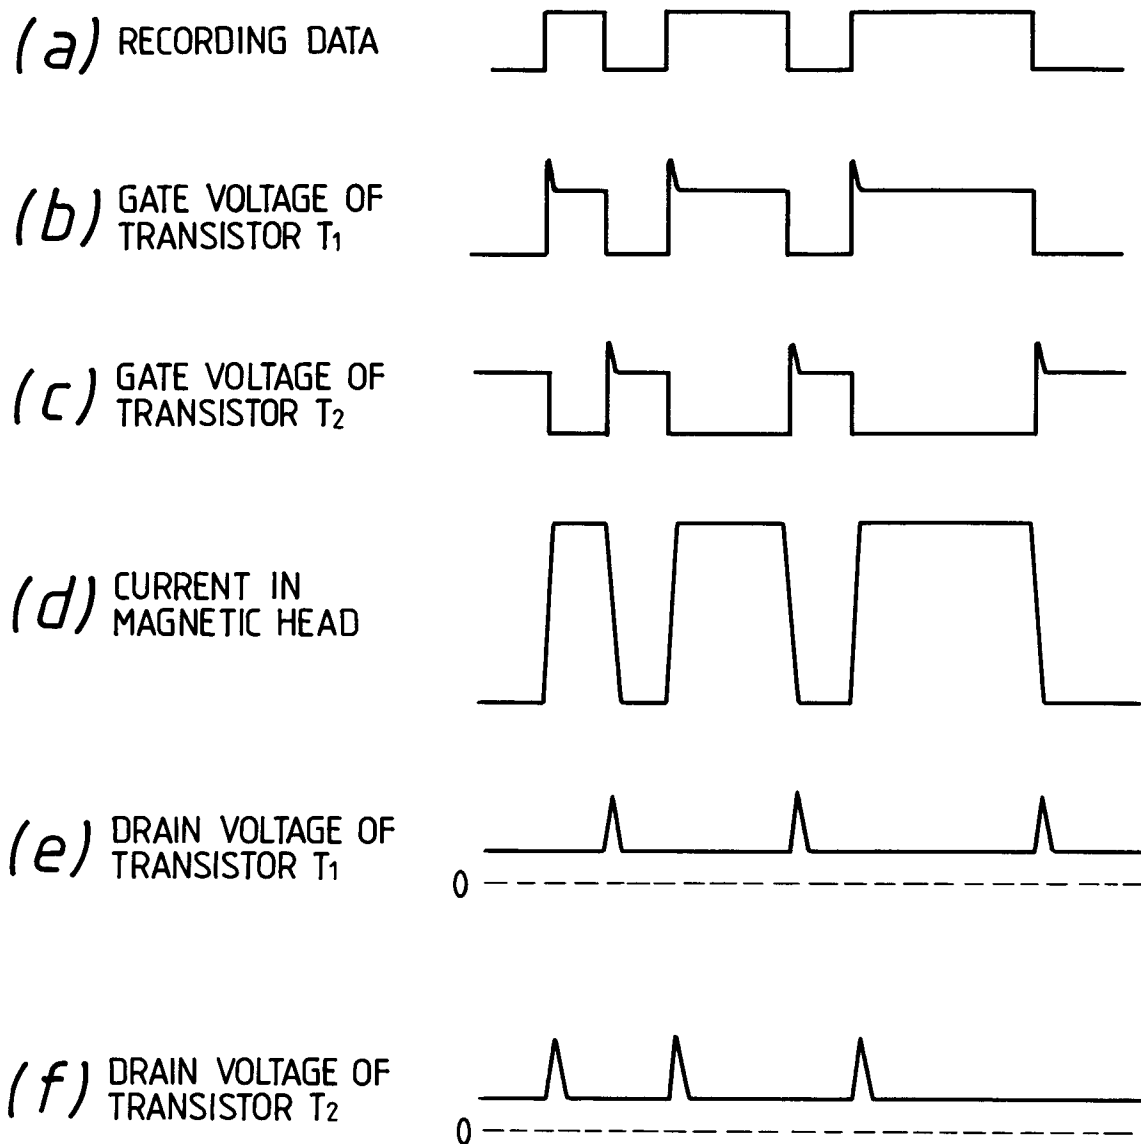 (a) RECORDING DATA
(b) GATE VOLTAGE OF
TRANSISTOR T1
(c) GATE VOLTAGE OF
TRANSISTOR T2
(d) CURRENT IN
MAGNETIC HEAD
(e) DRAIN VOLTAGE OF
TRANSISTOR T1
0
(f) DRAIN VOLTAGE OF
TRANSISTOR T2
0